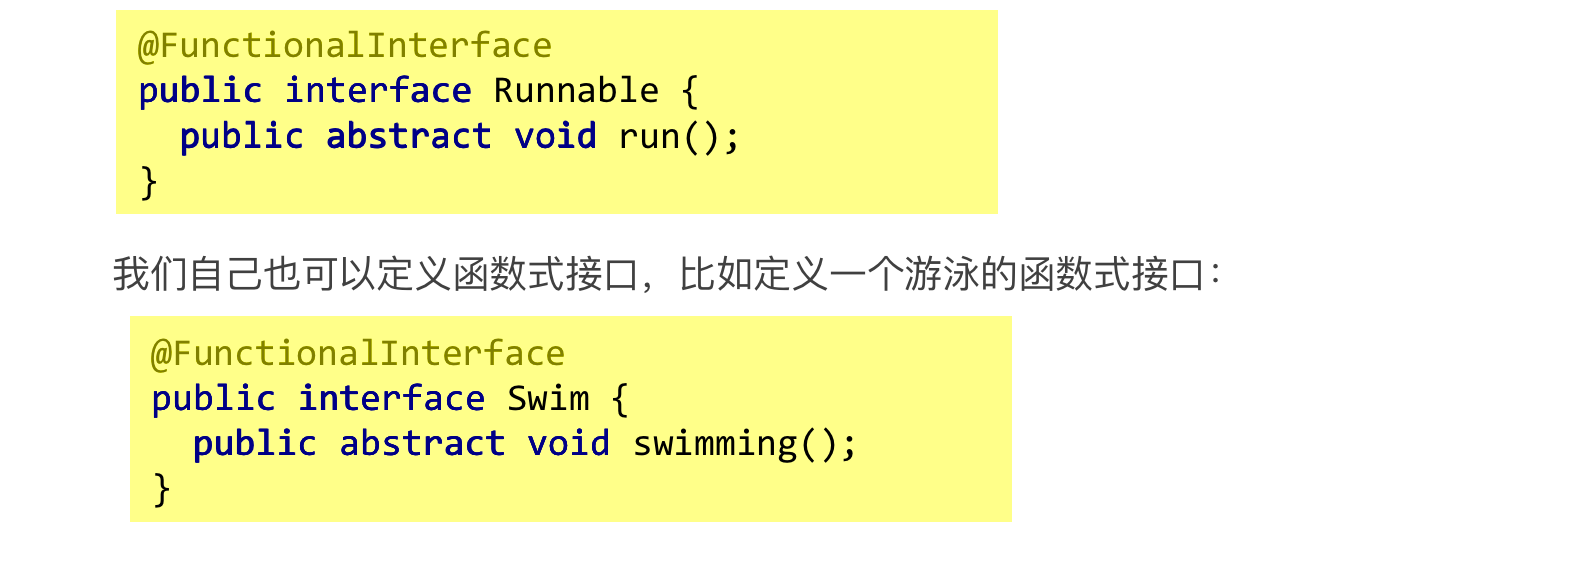 @FunctionalInterface
public interface Runnable {
  public abstract void run();
}
我们自己也可以定义函数式接口，比如定义一个游泳的函数式接口：
@FunctionalInterface
public interface Swim {
  public abstract void swimming();
}